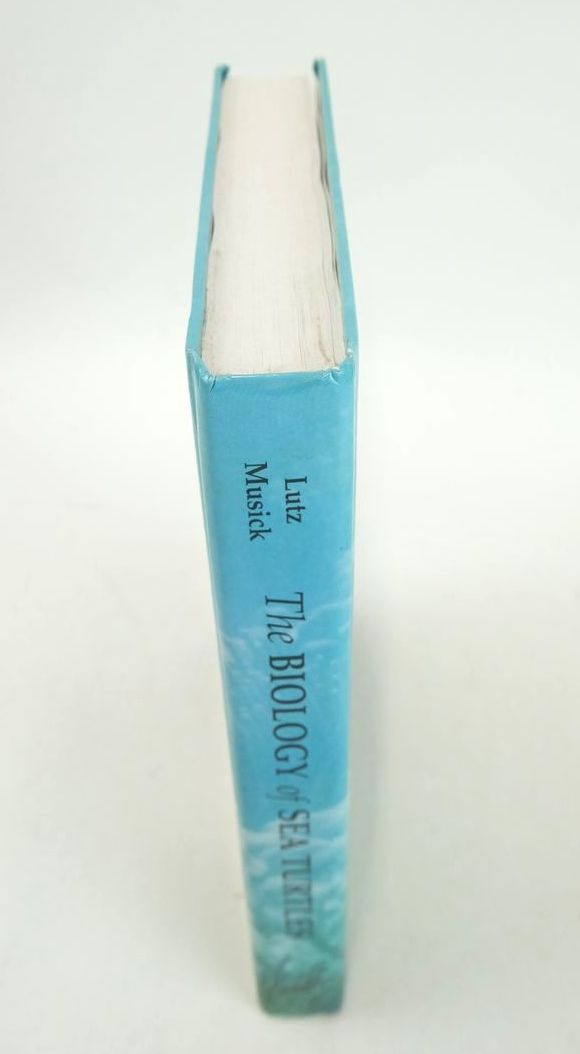 Lutz
Musick
The BIOLOGY of SEA TURTLES